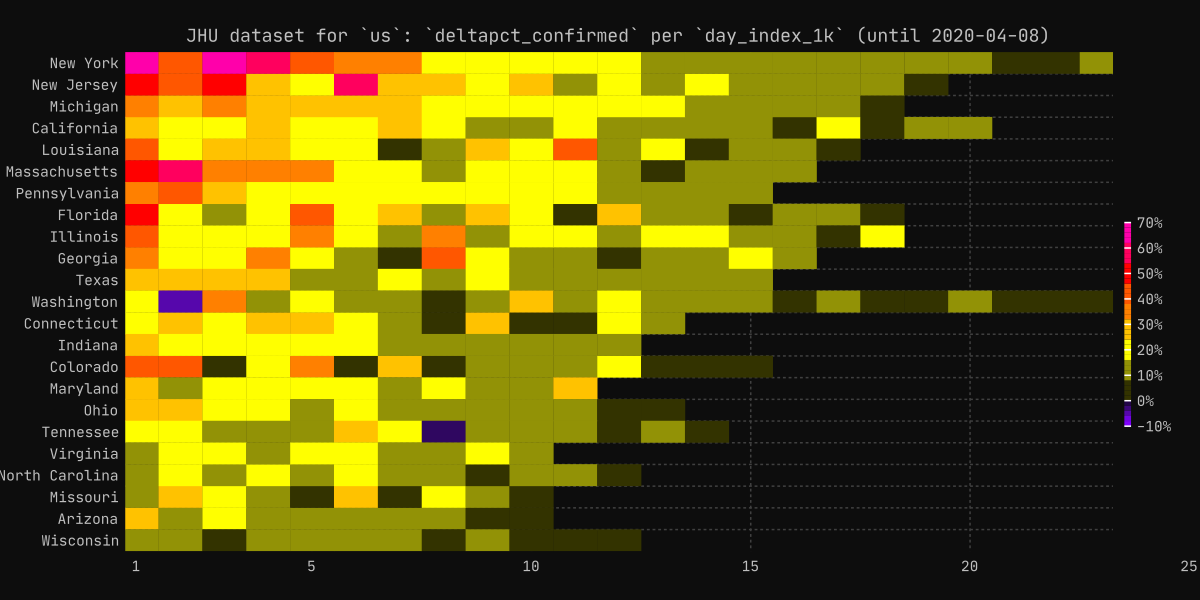 JHU dataset for `us`: `deltapct_confirmed` per `day_index_1k` (until 2020-04-08)
New York
New Jersey
Michigan
California
Louisiana
Massachusetts
Pennsylvania
Florida
Illinois
Georgia
Texas
Washington
Connecticut
Indiana
Colorado
Maryland
Ohio
Tennessee
Virginia
North Carolina
Missouri
Arizona
Wisconsin
70%
60%
50%
40%
30%
20%
10%
0%
−10%
1 5 10 15 20 25